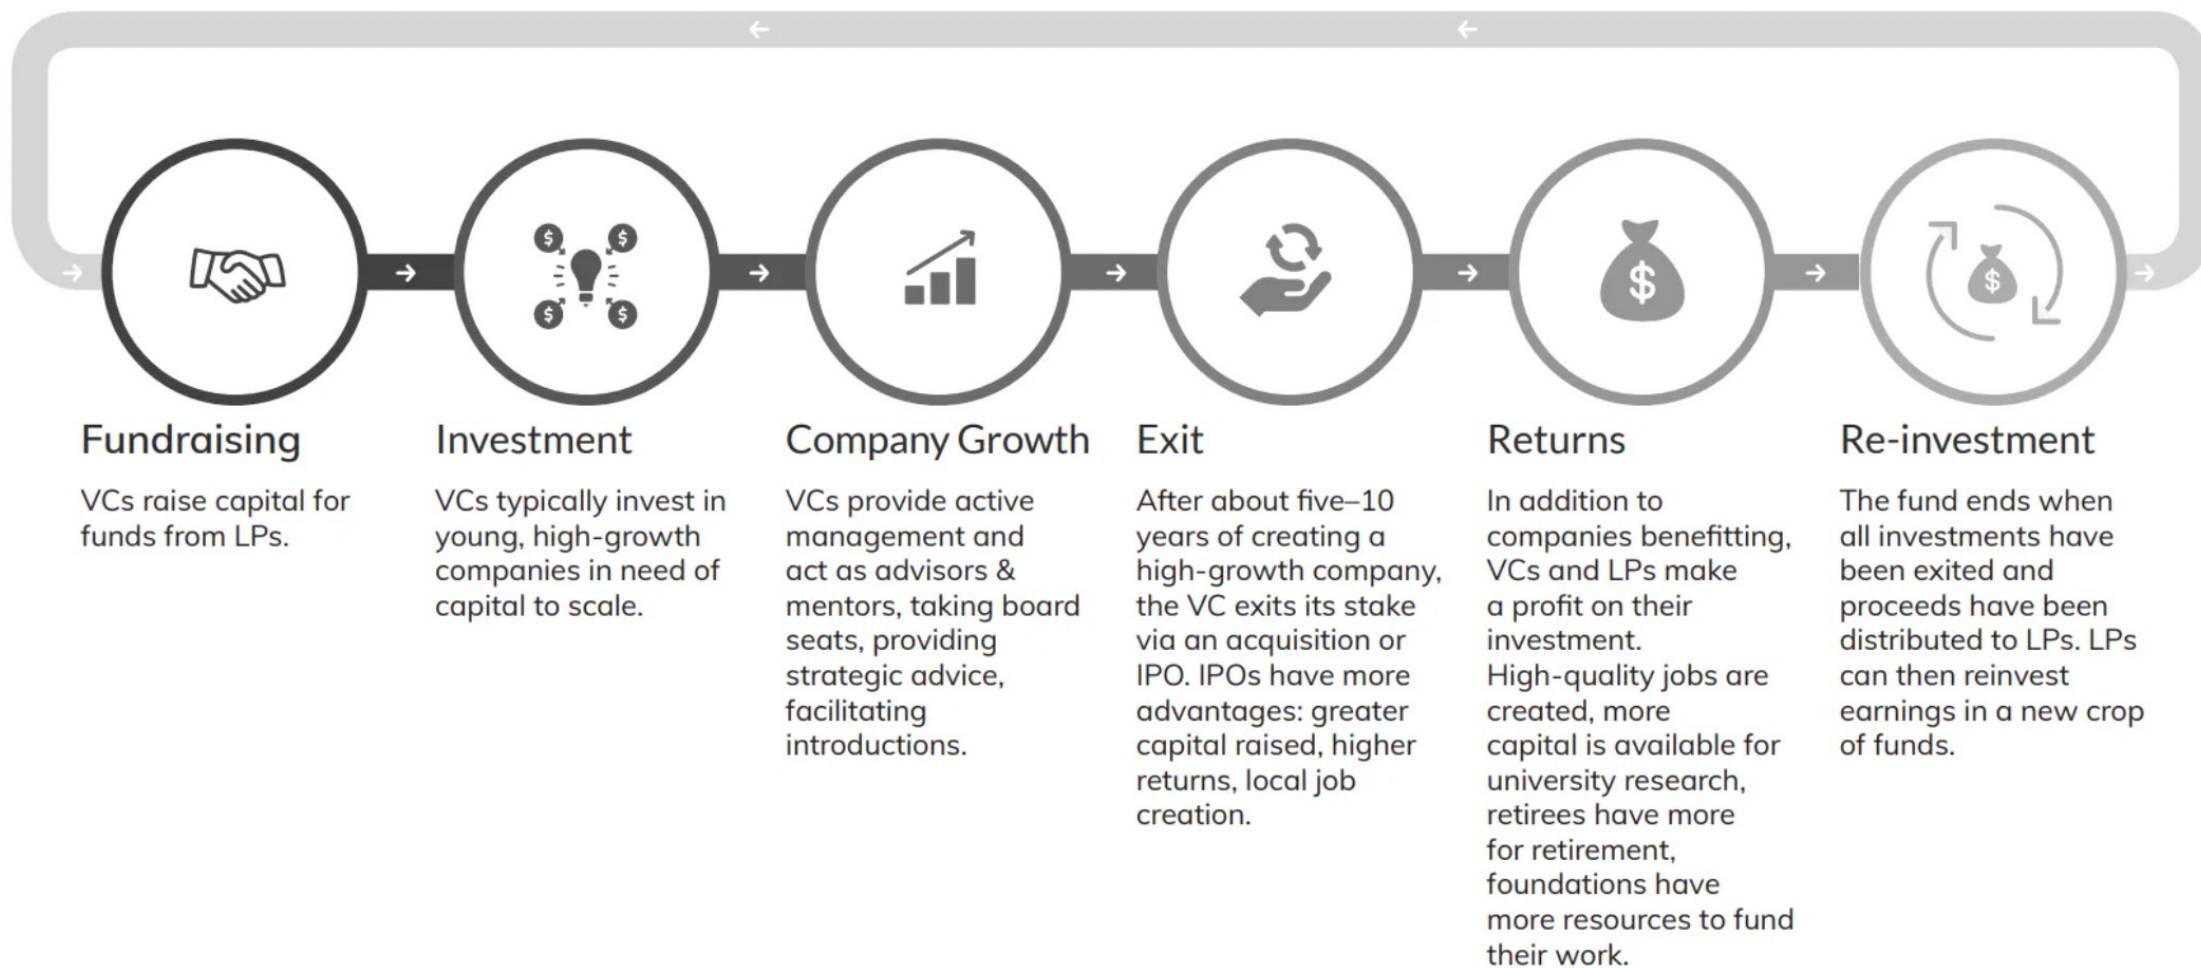 Fundraising
VCs raise capital for
funds from LPs.
Investment
VCs typically invest in
young, high-growth
companies in need of
capital to scale.
Company Growth
VCs provide active
management and
act as advisors &
mentors, taking board
seats, providing
strategic advice,
facilitating
introductions.
Exit
After about five–10
years of creating a
high-growth company,
the VC exits its stake
via an acquisition or
IPO. IPOs have more
advantages: greater
capital raised, higher
returns, local job
creation.
Returns
In addition to
companies benefitting,
VCs and LPs make
a profit on their
investment.
High-quality jobs are
created, more
capital is available for
university research,
retirees have more
for retirement,
foundations have
more resources to fund
their work.
Re-investment
The fund ends when
all investments have
been exited and
proceeds have been
distributed to LPs. LPs
can then reinvest
earnings in a new crop
of funds.